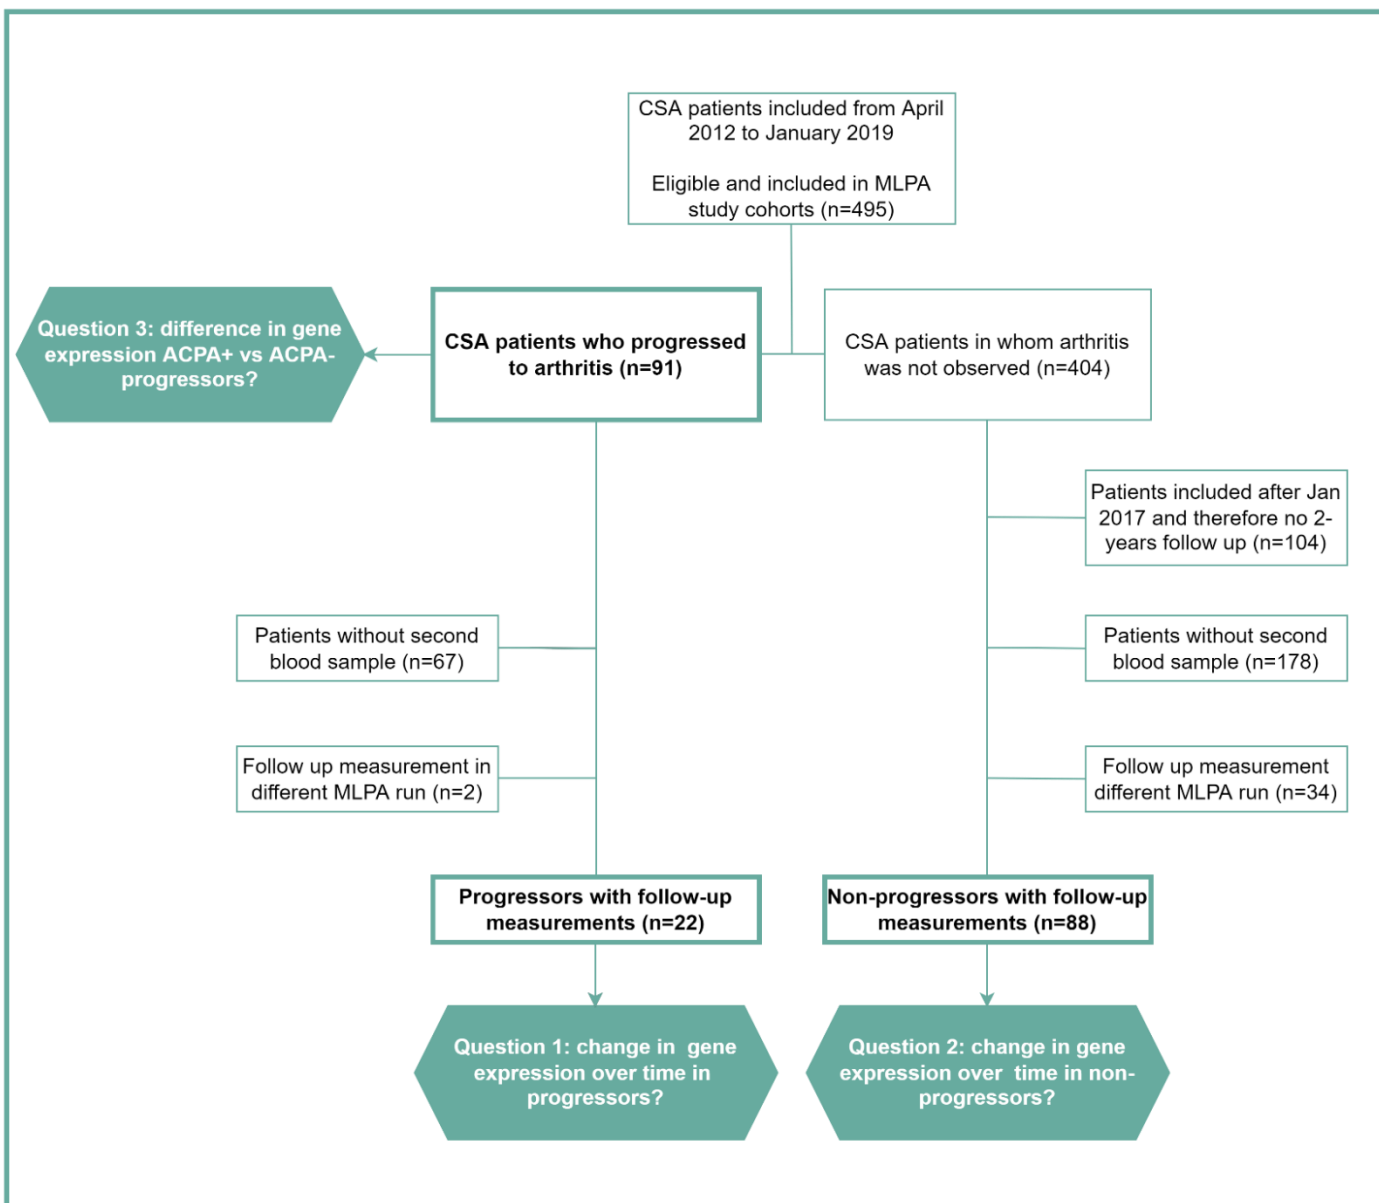 CSA patients included from April
2012 to January 2019
Eligible and included in MLPA
study cohorts (n=495)
Question 3: difference in gene
expression ACPA+ vs ACPA-
progressors?
CSA patients who progressed
to arthritis (n=91)
CSA patients in whom arthritis
was not observed (n=404)
Patients included after Jan
2017 and therefore no 2-
years follow up (n=104)
Patients without second
blood sample (n=67)
Patients without second
blood sample (n=178)
Follow up measurement in
different MLPA run (n=2)
Follow up measurement
different MLPA run (n=34)
Progressors with follow-up
measurements (n=22)
Non-progressors with follow-up
measurements (n=88)
Question 1: change in  gene
expression over time in
progressors?
Question 2: change in gene
expression over  time in non-
progressors?